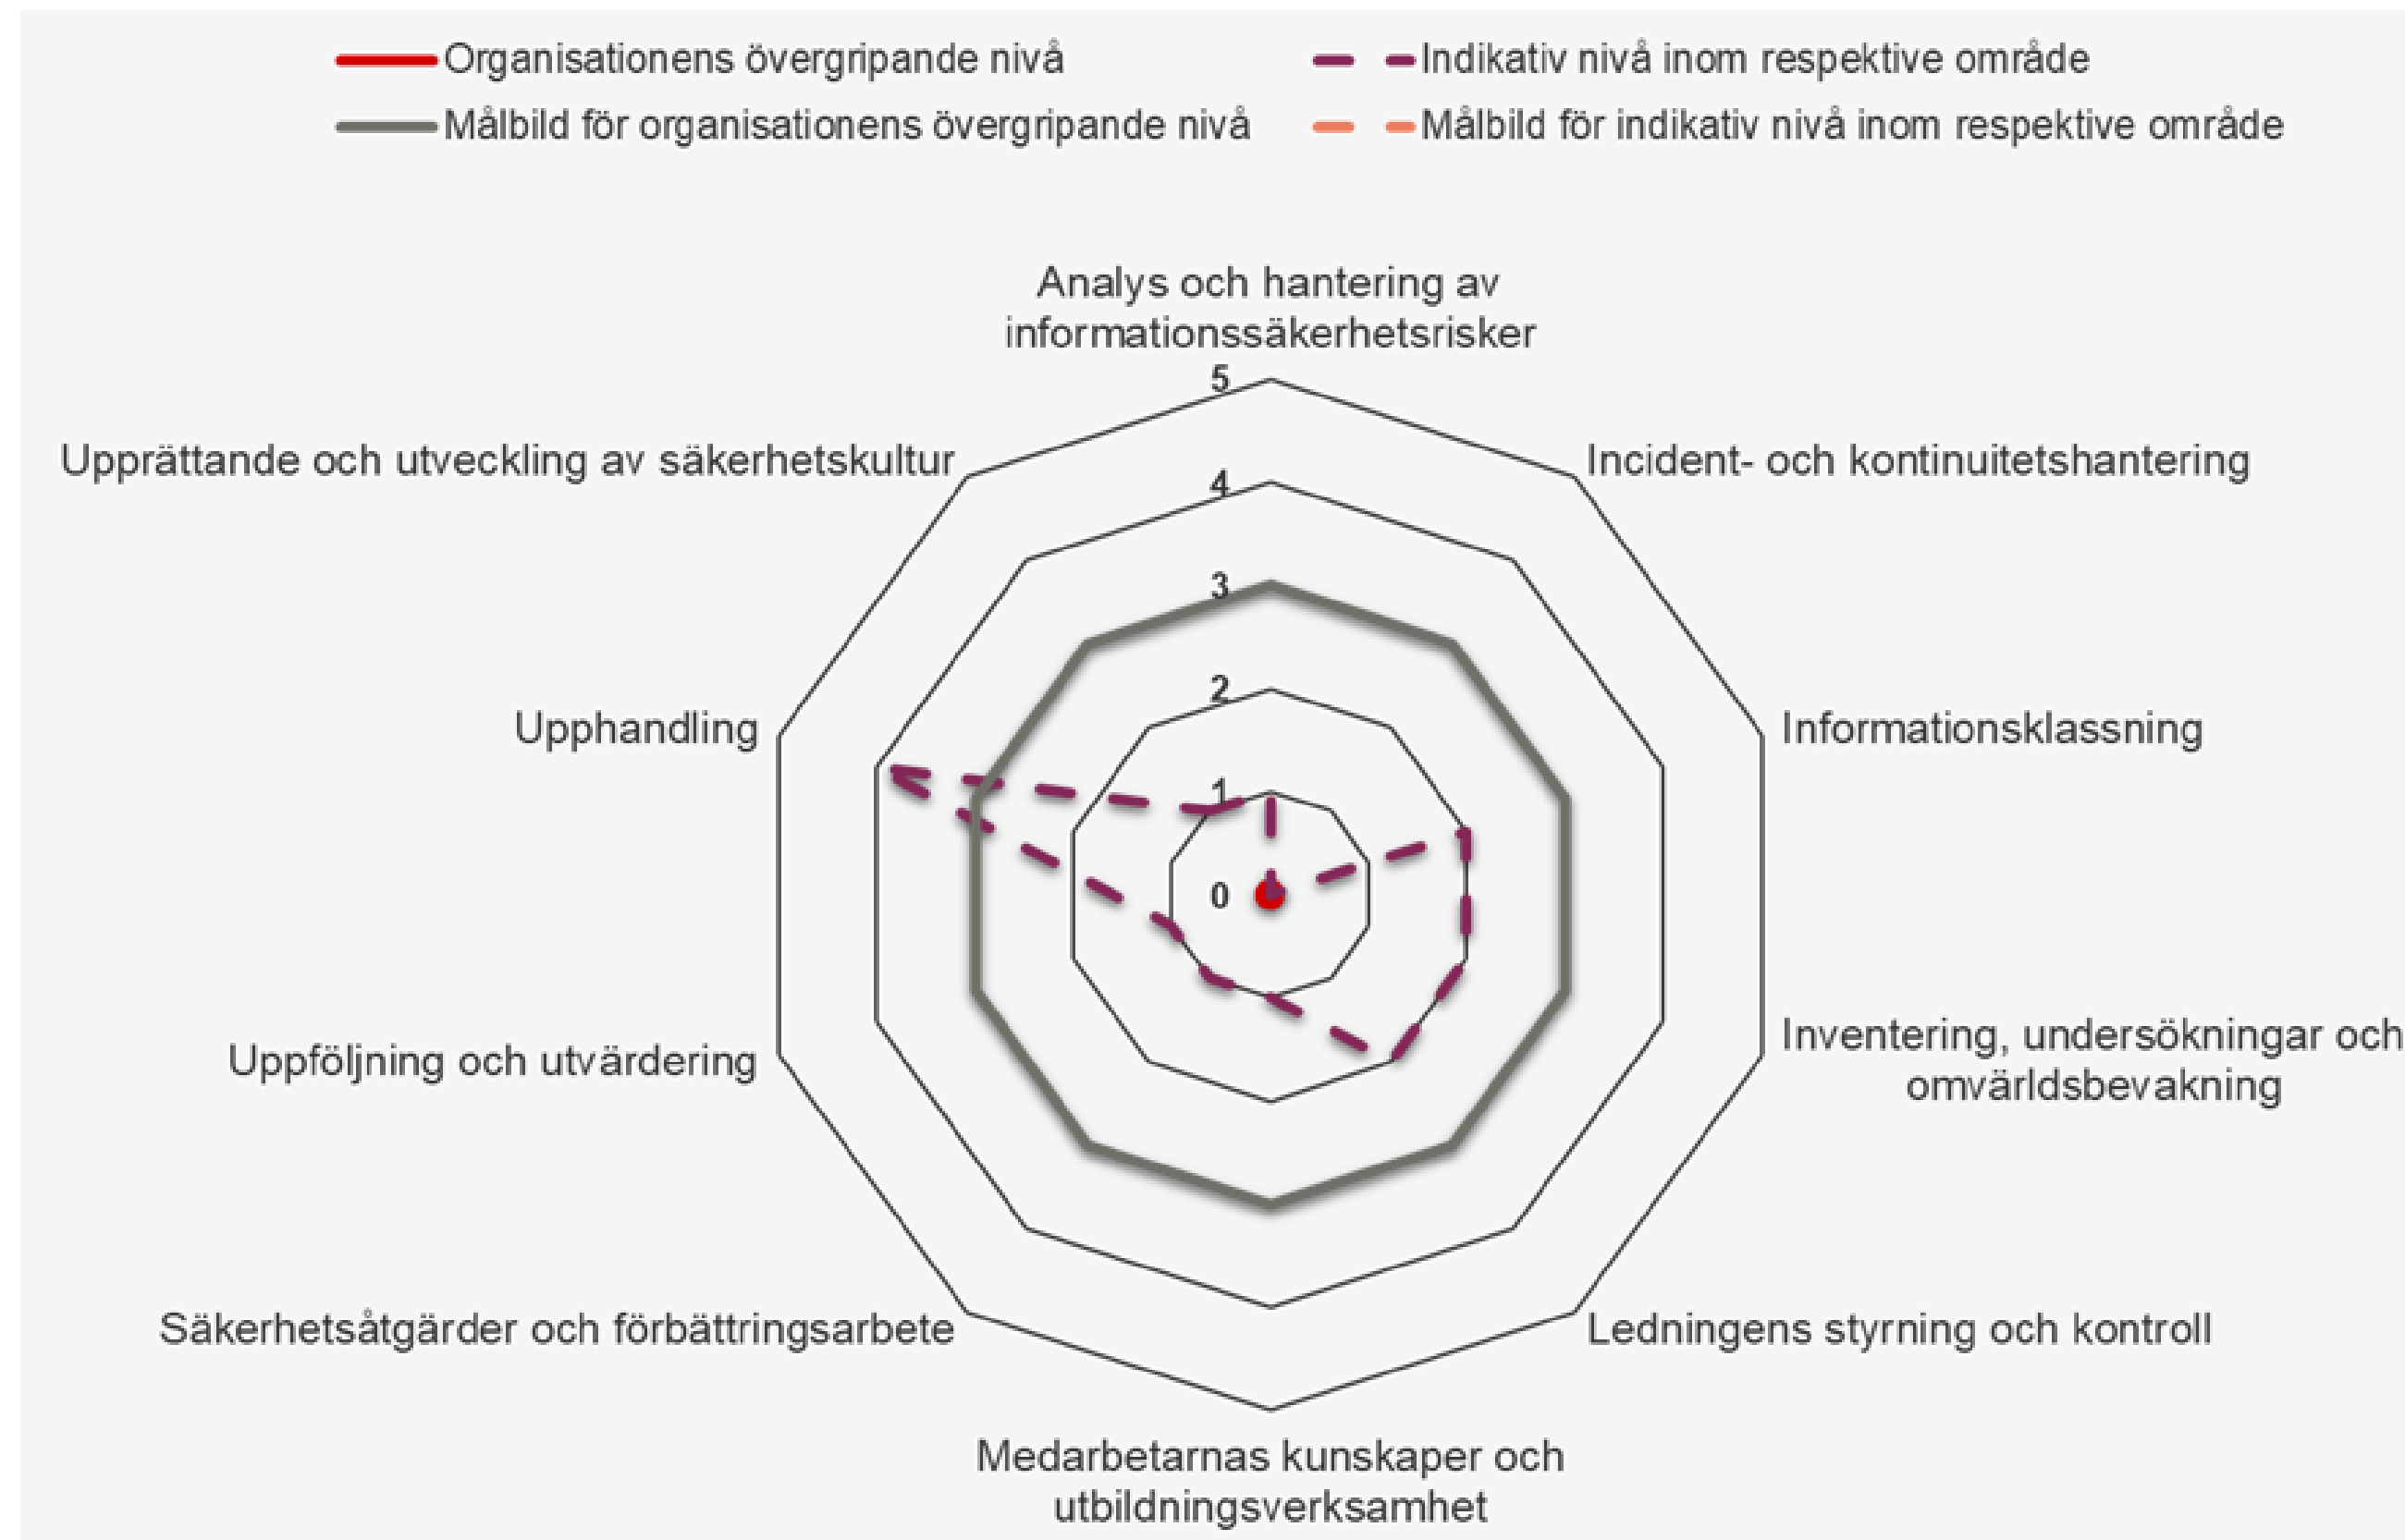 Organisationens övergripande nivå
Indikativ nivå inom respektive område
Målbild för organisationens övergripande nivå
Målbild för indikativ nivå inom respektive område
Analys och hantering av
informationssäkerhetsrisker
5
Upprättande och utveckling av säkerhetskultur
Incident- och kontinuitetshantering
4
3
2
Upphandling
Informationsklassning
1
0
Uppföljning och utvärdering
Inventering, undersökningar och
omvärldsbevakning
Säkerhetsåtgärder och förbättringsarbete
Ledningens styrning och kontroll
Medarbetarnas kunskaper och
utbildningsverksamhet